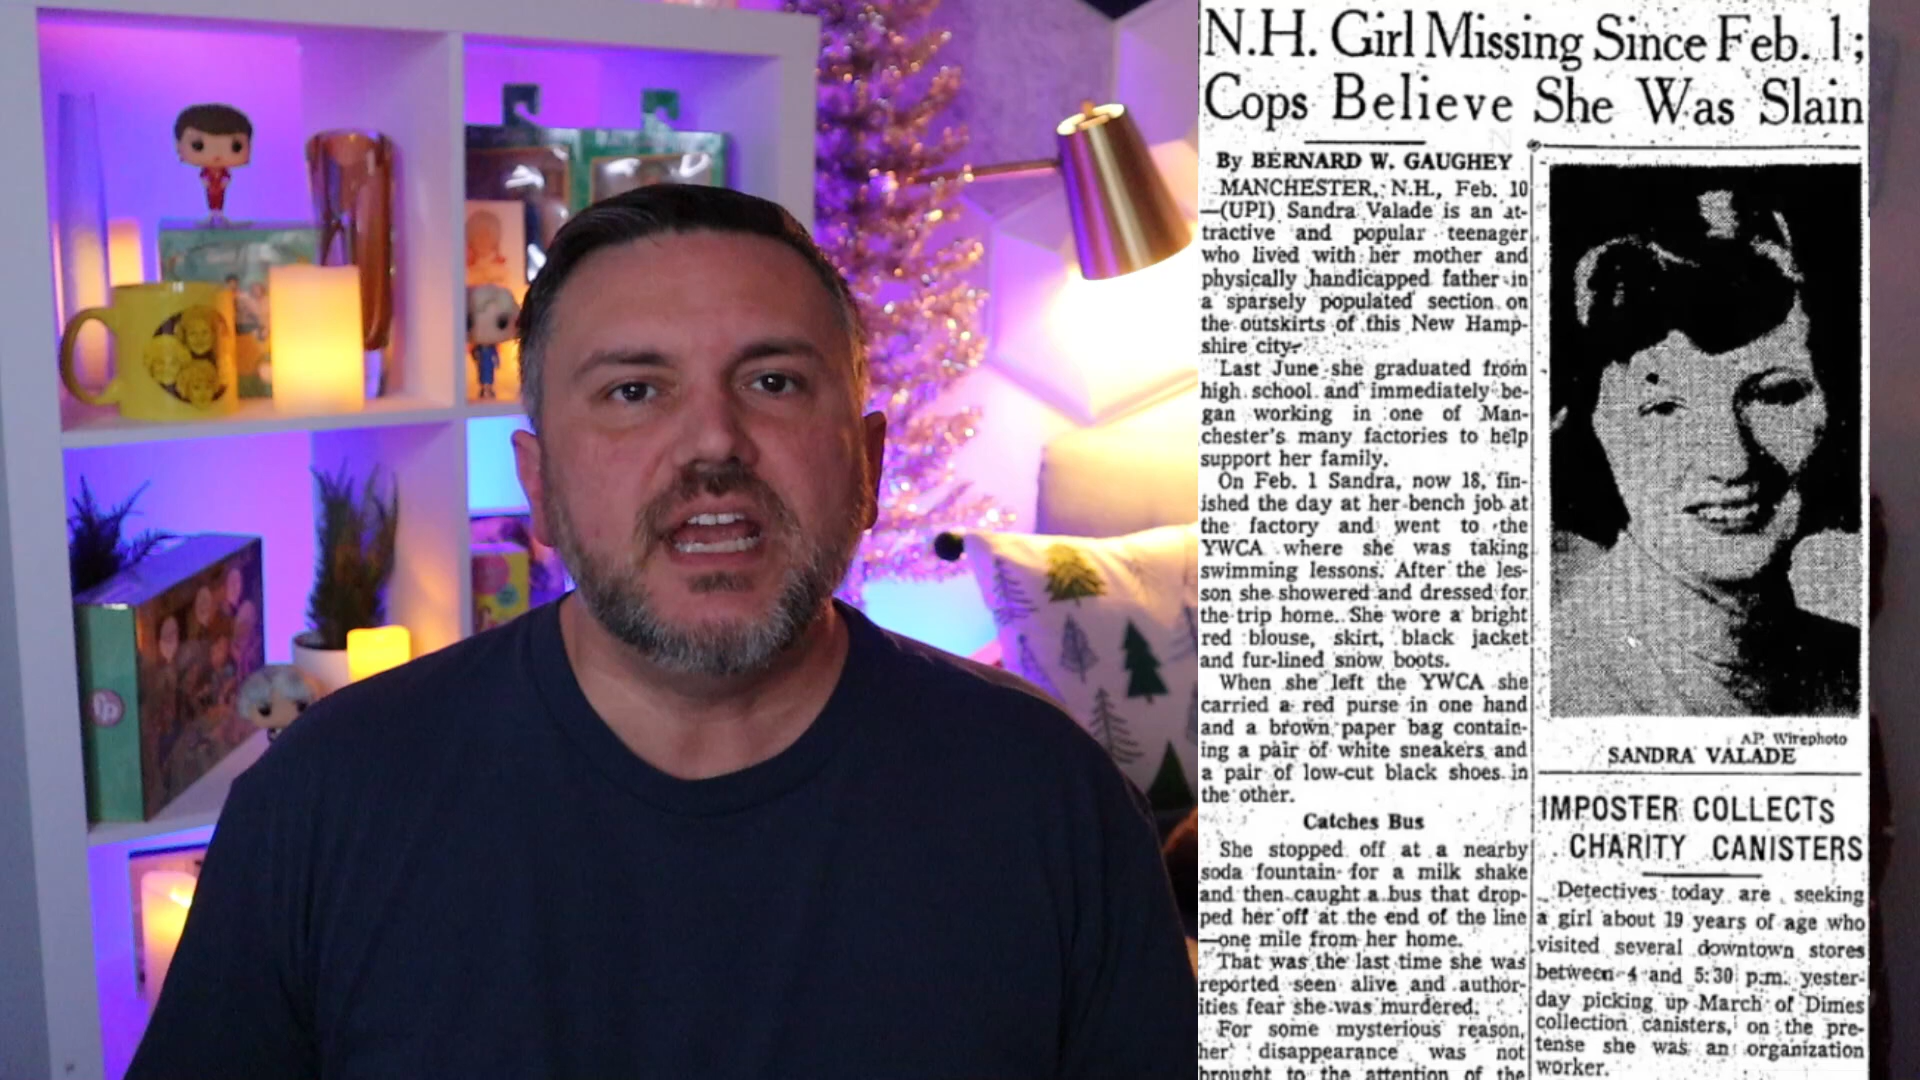 N.H. Girl Missing Since Feb. 1;
Cops Believe She Was Slain
By BERNARD W. GAUGHEY
MANCHESTER, N.H., Feb. 10
—(UPI) Sandra Valade is an at-
tractive and popular teenager
who lived with her mother and
physically handicapped father in
a sparsely populated section on
the outskirts of this New Hamp-
shire city.
Last June she graduated from
high school and immediately be-
gan working in one of Man-
chester's many factories to help
support her family.
On Feb. 1 Sandra, now 18, fin-
ished the day at her bench job at
the factory and went to the
YWCA where she was taking
swimming lessons. After the les-
son she showered and dressed for
the trip home. She wore a bright
red blouse, skirt, black jacket
and fur-lined snow boots.
When she left the YWCA she
carried a red purse in one hand
and a brown paper bag contain-
ing a pair of white sneakers and
a pair of low-cut black shoes in
the other.
Catches Bus
She stopped off at a nearby
soda fountain for a milk shake
and then caught a bus that drop-
ped her off at the end of the line
—one mile from her home.
That was the last time she was
reported seen alive and author-
ities fear she was murdered.
For some mysterious reason,
her disappearance was not
brought to the attention of the
AP Wirephoto
SANDRA VALADE
IMPOSTER COLLECTS
CHARITY CANISTERS
Detectives today are seeking
a girl about 19 years of age who
visited several downtown stores
between 4 and 5:30 p.m. yester-
day picking up March of Dimes
collection canisters, on the pre-
tense she was an organization
worker.